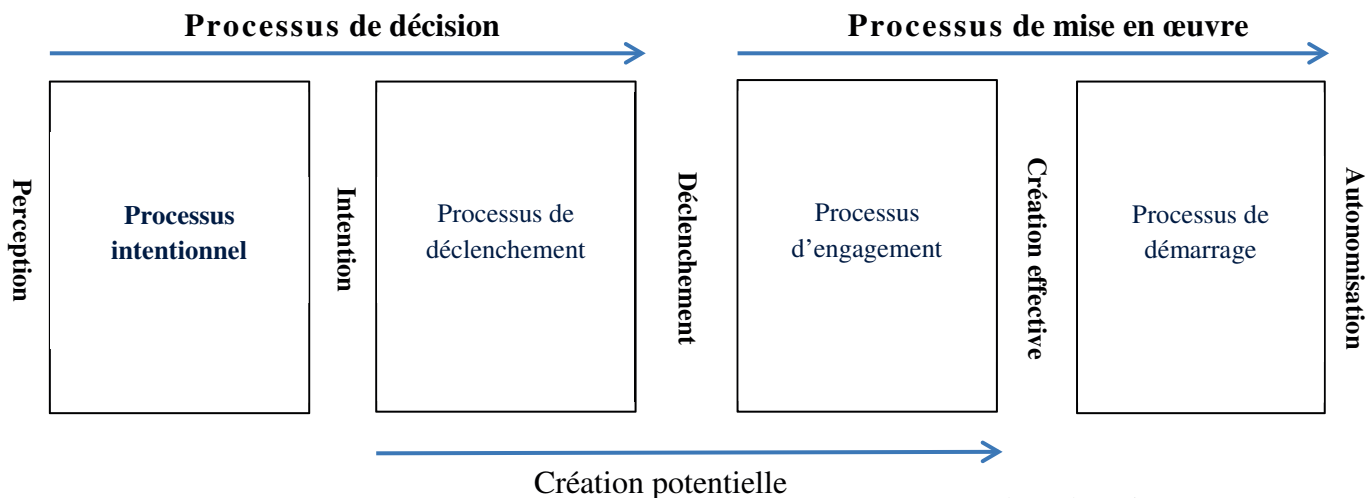 Processus de décision
Processus de mise en œuvre
Perception
Processus
intentionnel
Intention
Processus de
déclenchement
Déclenchement
Processus
d’engagement
Création effective
Processus de
démarrage
Autonomisation
Création potentielle